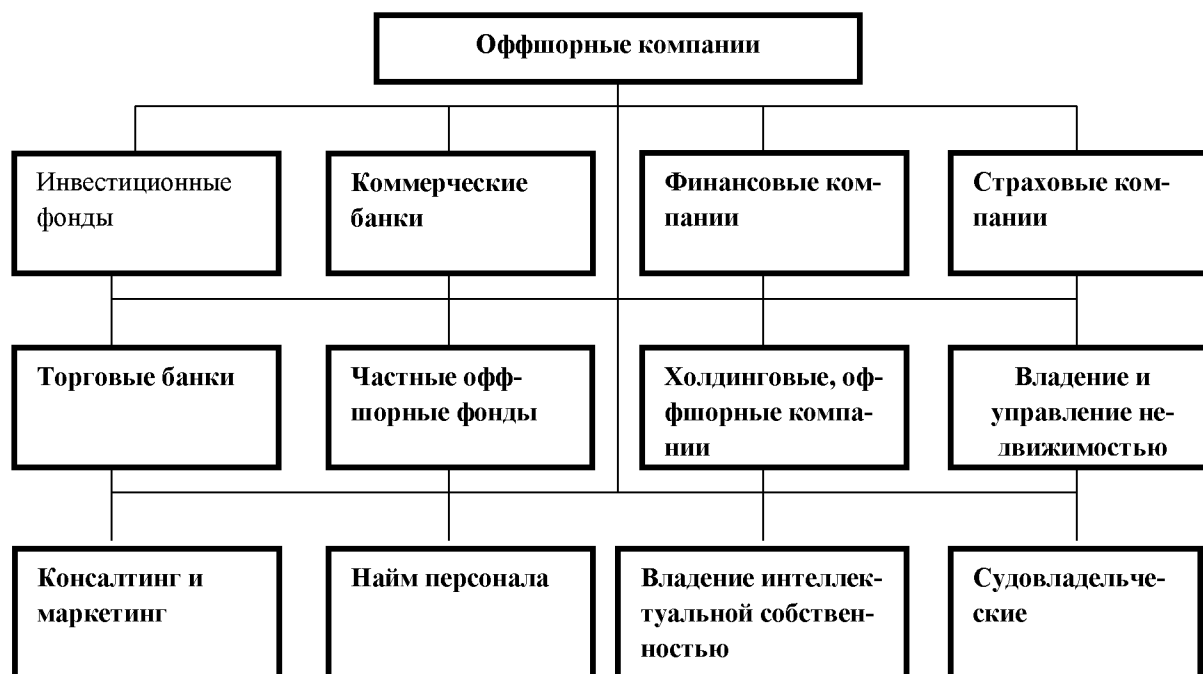 Оффшорные компании
Инвестиционные
фонды
Коммерческие
банки
Финансовые ком-
пании
Страховые ком-
пании
Торговые банки
Частные офф-
шорные фонды
Холдинговые, оф-
фшорные компа-
нии
Владение и
управление не-
движимостью
Консалтинг и
маркетинг
Найм персонала
Владение интеллек-
туальной собствен-
ностью
Судовладельче-
ские